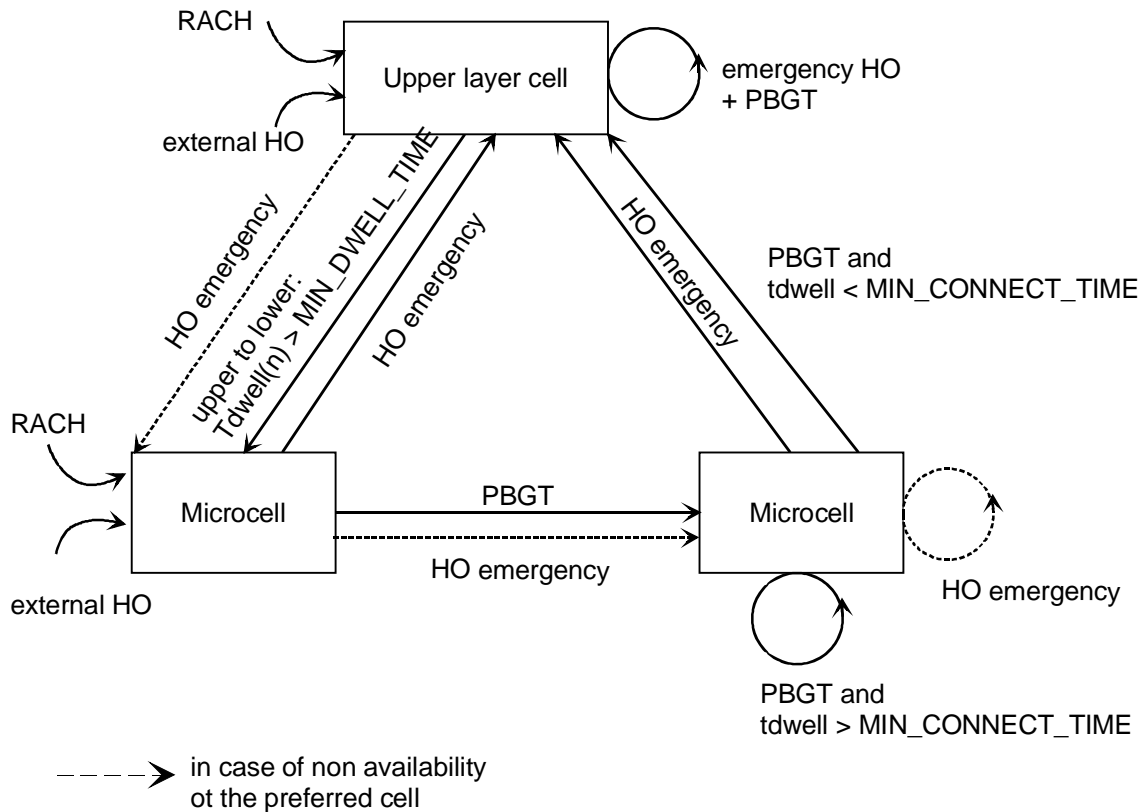 RACH
Upper layer cell
emergency HO
+ PBGT
external HO
HO emergency
upper to lower:
Tdwell(n) > MIN_DWELL_TIME
HO emergency
HO emergency
PBGT and
tdwell < MIN_CONNECT_TIME
RACH
Microcell
PBGT
Microcell
HO emergency
external HO
HO emergency
PBGT and
tdwell > MIN_CONNECT_TIME
in case of non availability
ot the preferred cell